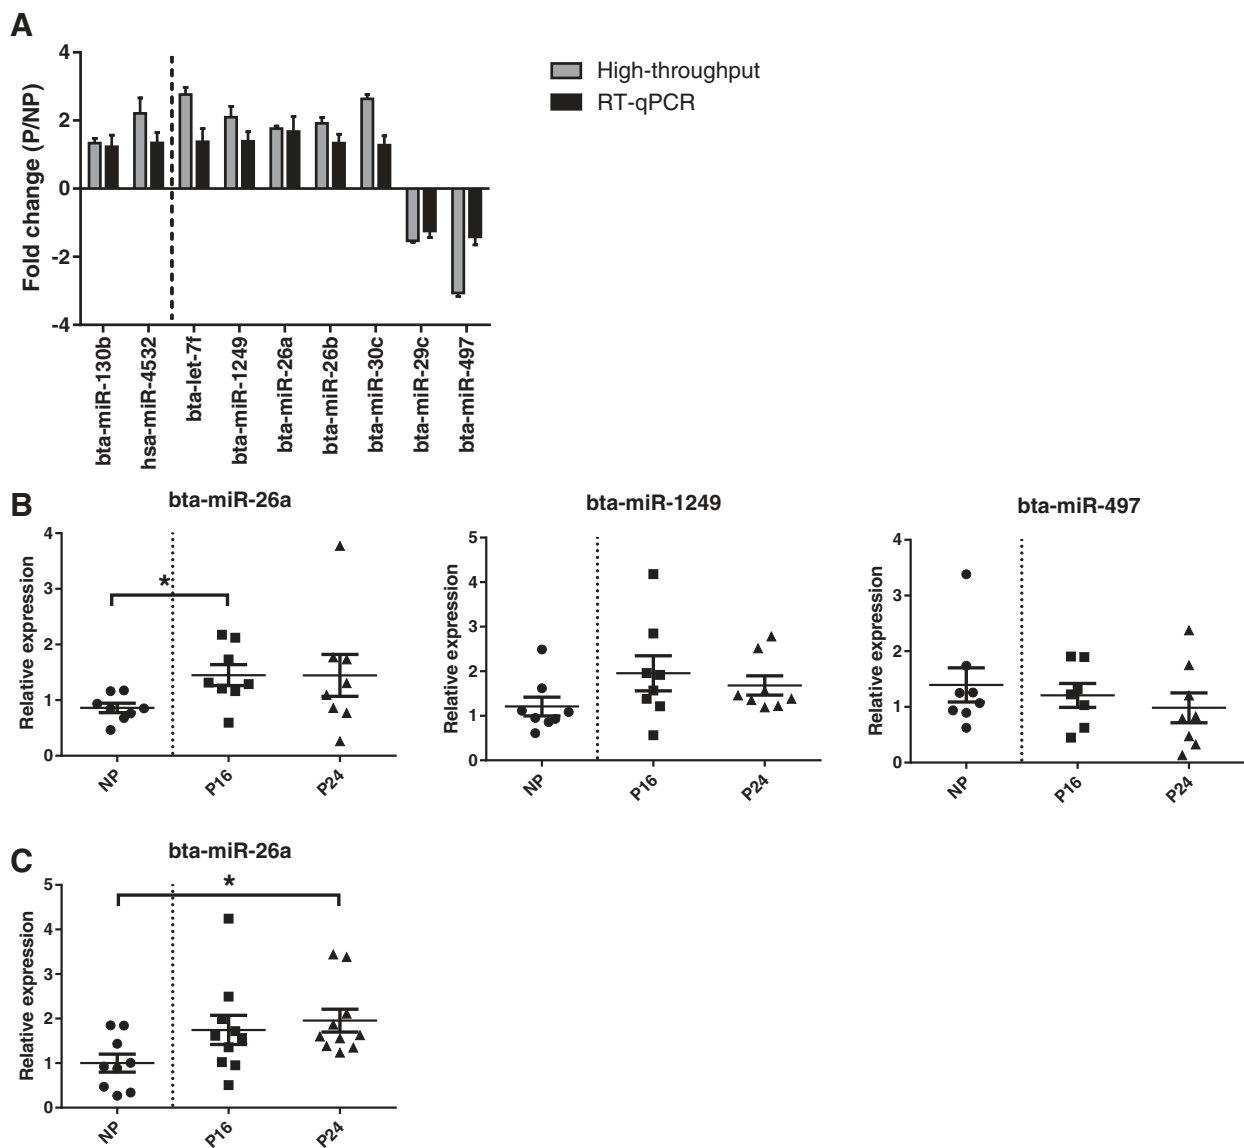 A
4
2
0
-2
-4
Fold change (P/NP)
High-throughput
RT-qPCR
bta-miR-130b
hsa-miR-4532
bta-let-7f
bta-miR-1249
bta-miR-26a
bta-miR-26b
bta-miR-30c
bta-miR-29c
bta-miR-497
B
bta-miR-26a
4
3
2
1
0
Relative expression
*
NP
P16
P24
bta-miR-1249
5
4
3
2
1
0
Relative expression
NP
P16
P24
bta-miR-497
4
3
2
1
0
Relative expression
NP
P16
P24
C
bta-miR-26a
5
4
3
2
1
0
Relative expression
*
NP
P16
P24